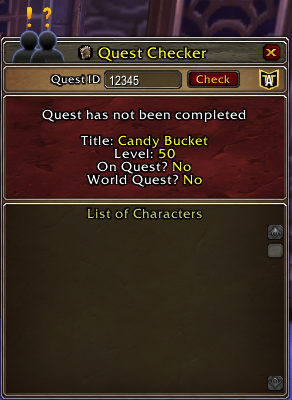 ! ?
Quest Checker
Quest ID 12345 Check
Quest has not been completed
Title: Candy Bucket
Level: 50
On Quest? No
World Quest? No
List of Characters